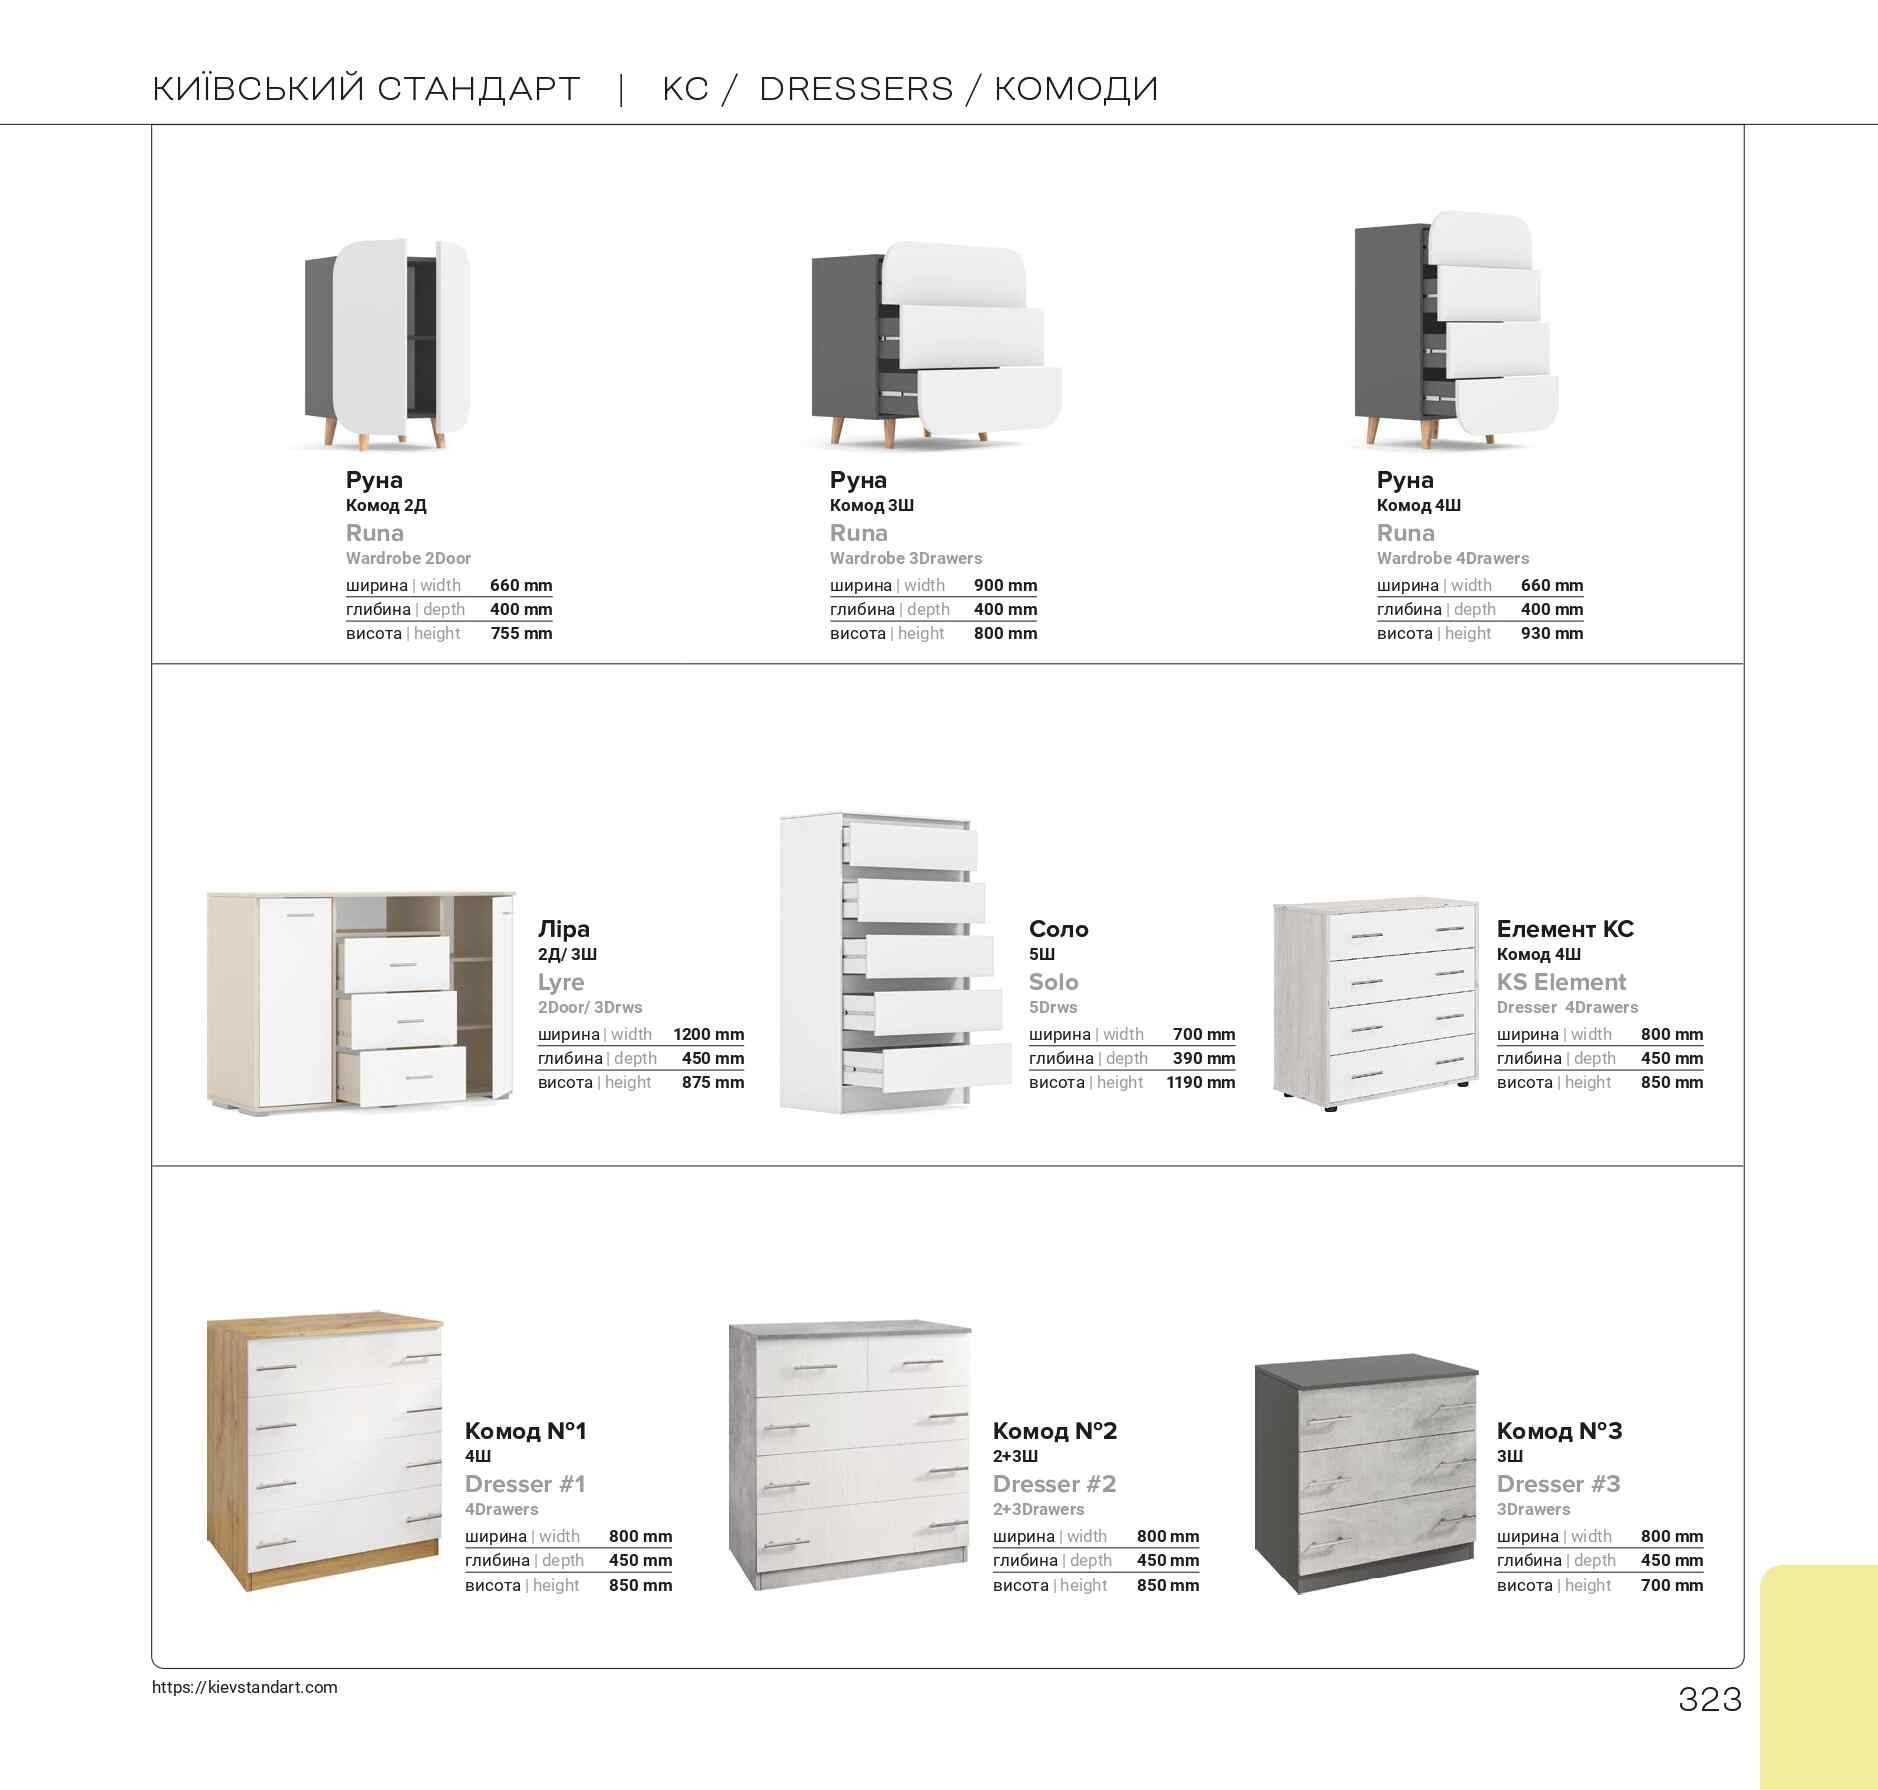 КИЇВСЬКИЙ СТАНДАРТ | КС / DRESSERS / КОМОДИ
Руна
Комод 2Д
Runa
Wardrobe 2Door
ширина | width 660 mm
глибина | depth 400 mm
висота | height 755 mm
Руна
Комод 3Ш
Runa
Wardrobe 3Drawers
ширина | width 900 mm
глибина | depth 400 mm
висота | height 800 mm
Руна
Комод 4Ш
Runa
Wardrobe 4Drawers
ширина | width 660 mm
глибина | depth 400 mm
висота | height 930 mm
Ліра
2Д/ 3Ш
Lyre
2Door/ 3Drws
ширина | width 1200 mm
глибина | depth 450 mm
висота | height 875 mm
Соло
5Ш
Solo
5Drws
ширина | width 700 mm
глибина | depth 390 mm
висота | height 1190 mm
Елемент КС
Комод 4Ш
KS Element
Dresser 4Drawers
ширина | width 800 mm
глибина | depth 450 mm
висота | height 850 mm
Комод №1
4Ш
Dresser #1
4Drawers
ширина | width 800 mm
глибина | depth 450 mm
висота | height 850 mm
Комод №2
2+3Ш
Dresser #2
2+3Drawers
ширина | width 800 mm
глибина | depth 450 mm
висота | height 850 mm
Комод №3
3Ш
Dresser #3
3Drawers
ширина | width 800 mm
глибина | depth 450 mm
висота | height 700 mm
https://kievstandart.com
323